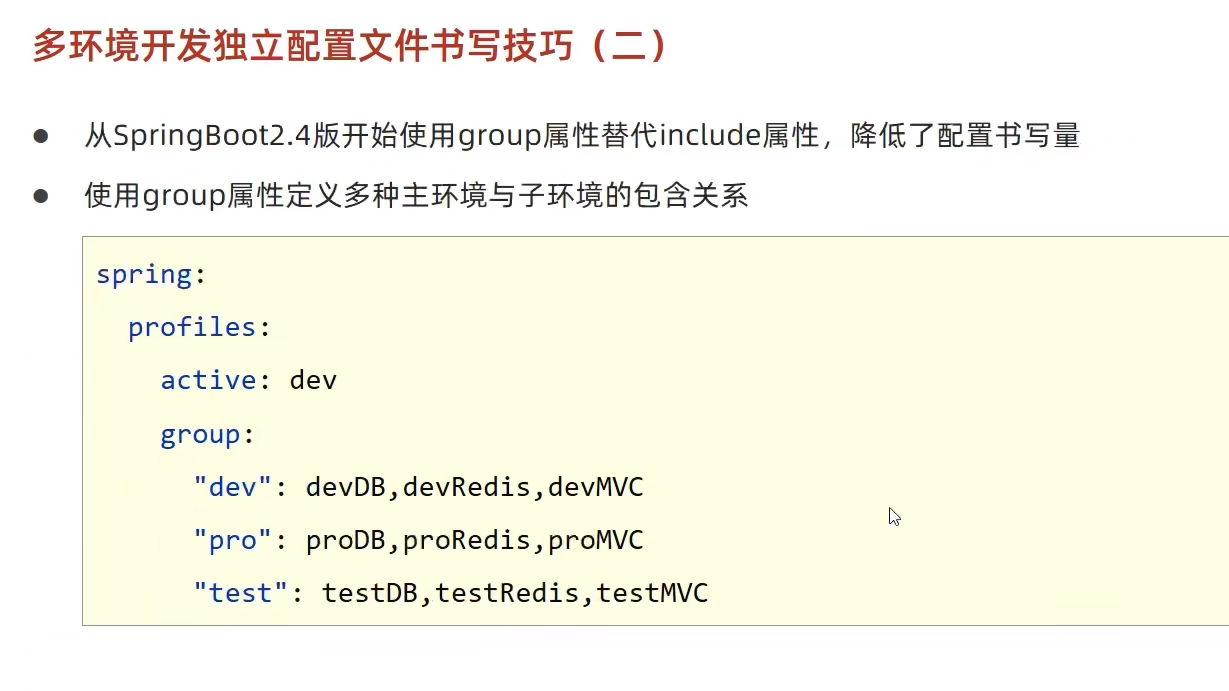 多环境开发独立配置文件书写技巧（二）
● 从SpringBoot2.4版开始使用group属性替代include属性，降低了配置书写量
● 使用group属性定义多种主环境与子环境的包含关系
spring:
  profiles:
    active: dev
    group:
      "dev": devDB,devRedis,devMVC
      "pro": proDB,proRedis,proMVC
      "test": testDB,testRedis,testMVC